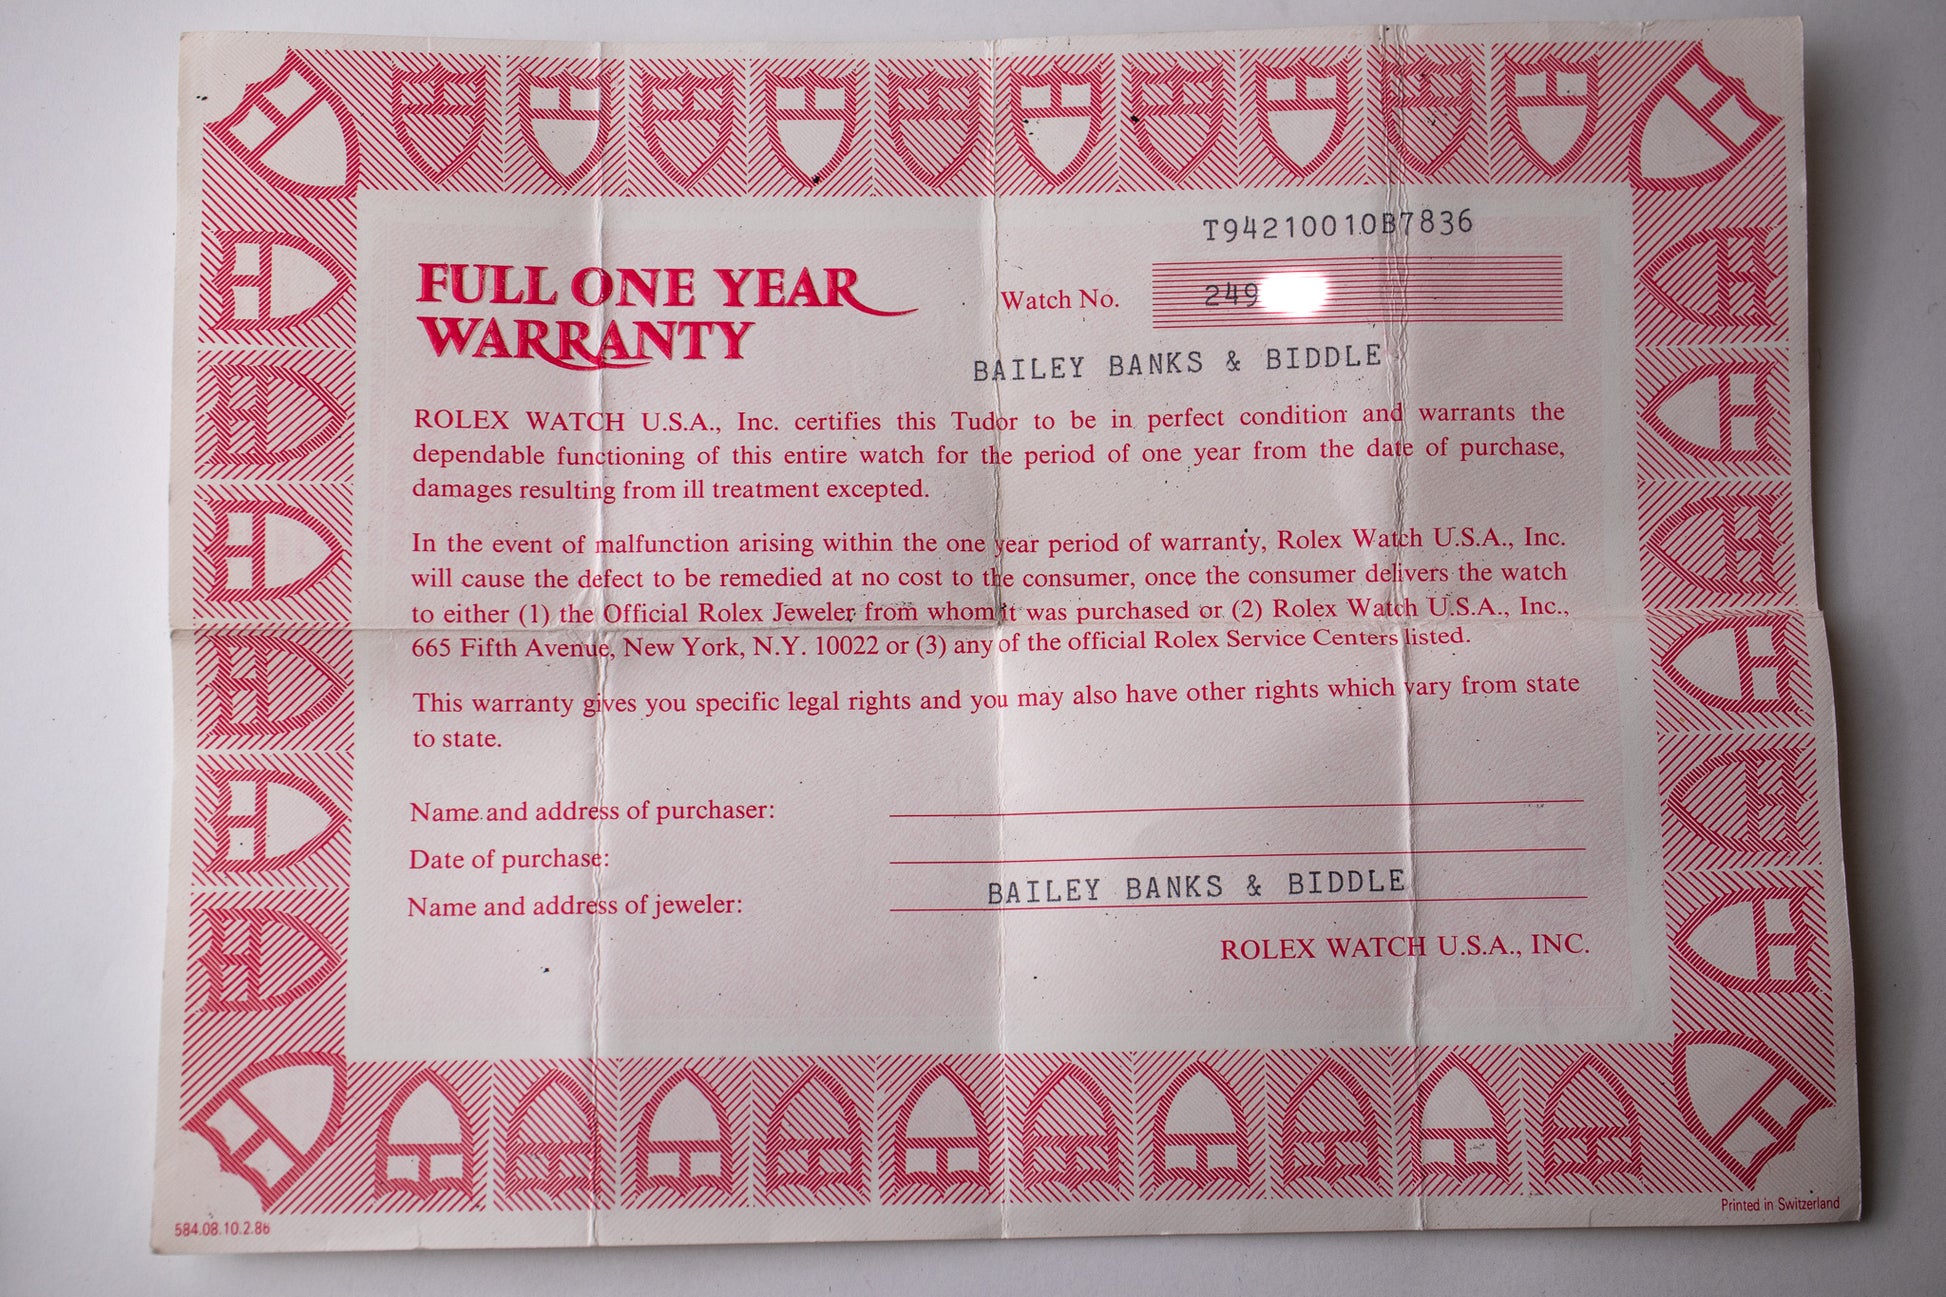 T94210010B7836
FULL ONE YEAR
WARRANTY
Watch No. 249
BAILEY BANKS & BIDDLE
ROLEX WATCH U.S.A., Inc. certifies this Tudor to be in perfect condition and warrants the
dependable functioning of this entire watch for the period of one year from the date of purchase,
damages resulting from ill treatment excepted.
In the event of malfunction arising within the one year period of warranty, Rolex Watch U.S.A., Inc.
will cause the defect to be remedied at no cost to the consumer, once the consumer delivers the watch
to either (1) the Official Rolex Jeweler from whom it was purchased or (2) Rolex Watch U.S.A., Inc.,
665 Fifth Avenue, New York, N.Y. 10022 or (3) any of the official Rolex Service Centers listed.
This warranty gives you specific legal rights and you may also have other rights which vary from state
to state.
Name and address of purchaser:
Date of purchase:
Name and address of jeweler: BAILEY BANKS & BIDDLE
ROLEX WATCH U.S.A., INC.
584.08.10.2.86
Printed in Switzerland